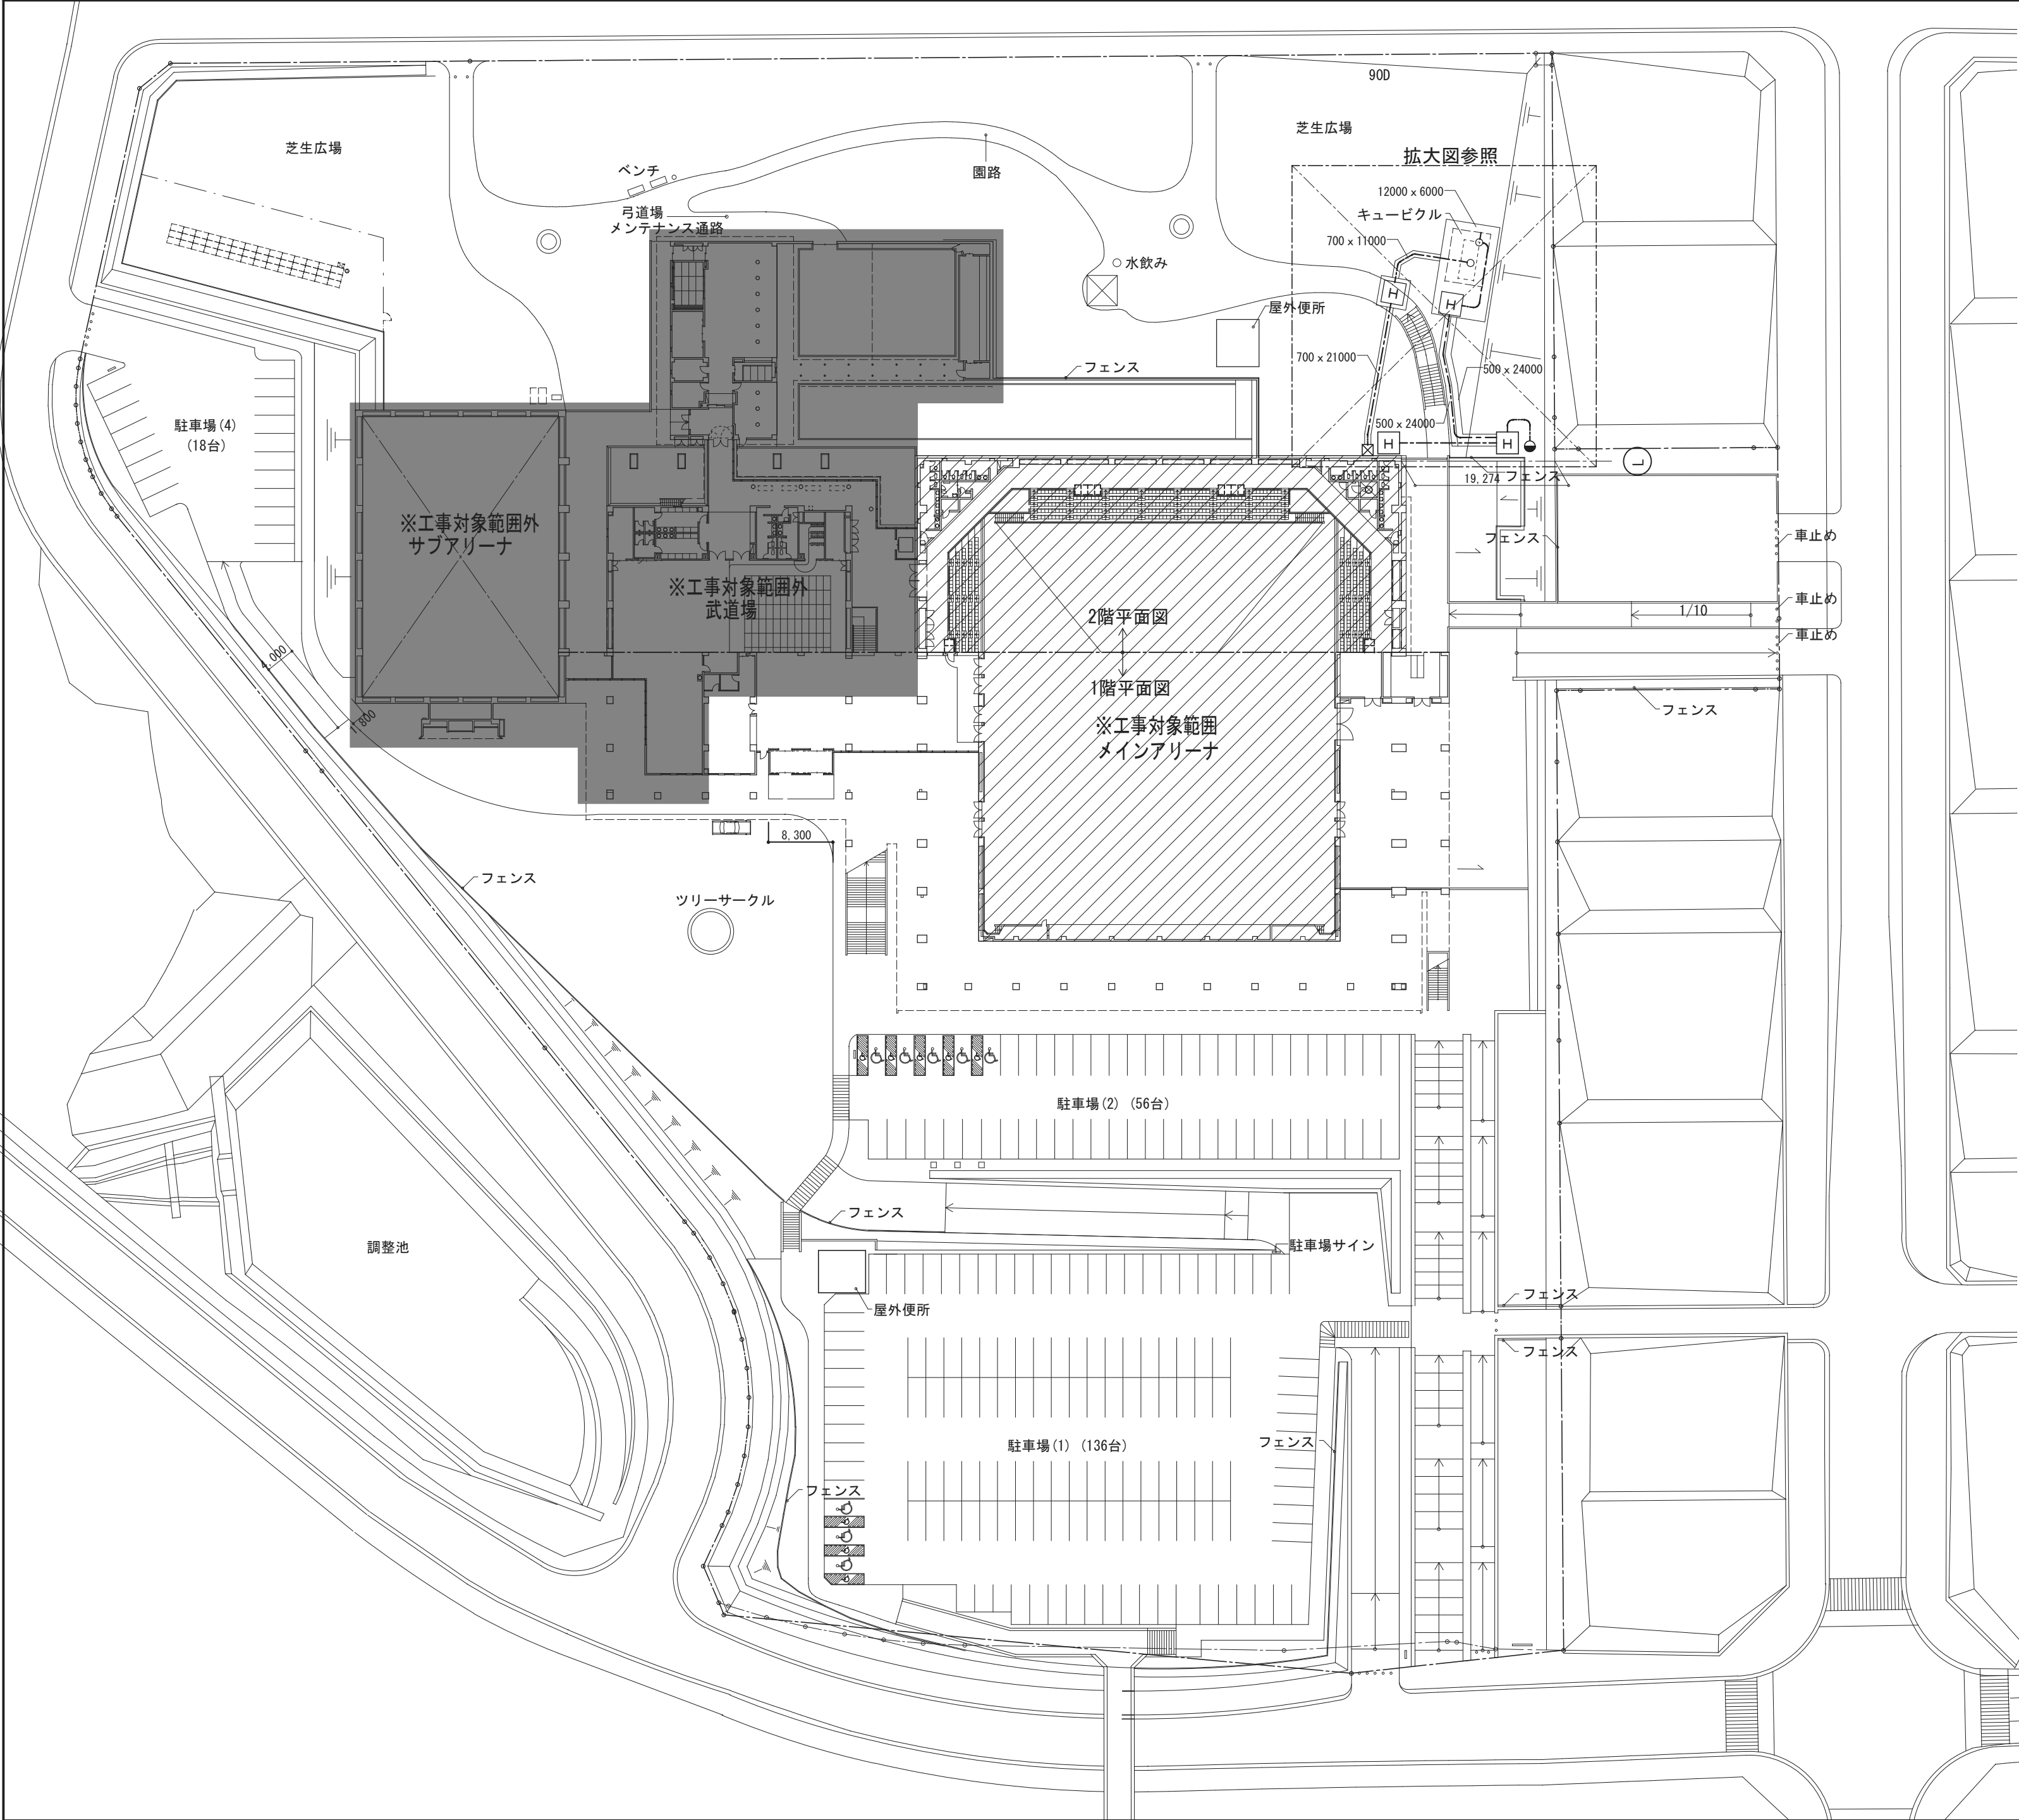 90D
芝生広場
芝生広場
拡大図参照
ベンチ
園路
12000 x 6000
キュービクル
弓道場
メンテナンス通路
700 x 11000
水飲み
H
H
屋外便所
700 x 21000
フェンス
500 x 24000
駐車場(4)
(18台)
500 x 24000
H
H
L
19,274
フェンス
※工事対象範囲外
サブアリーナ
フェンス
車止め
※工事対象範囲外
武道場
車止め
2階平面図
1/10
車止め
4,000
1階平面図
1,800
フェンス
※工事対象範囲
メインアリーナ
8,300
フェンス
ツリーサークル
駐車場(2) (56台)
フェンス
調整池
駐車場サイン
フェンス
屋外便所
フェンス
駐車場(1) (136台)
フェンス
フェンス